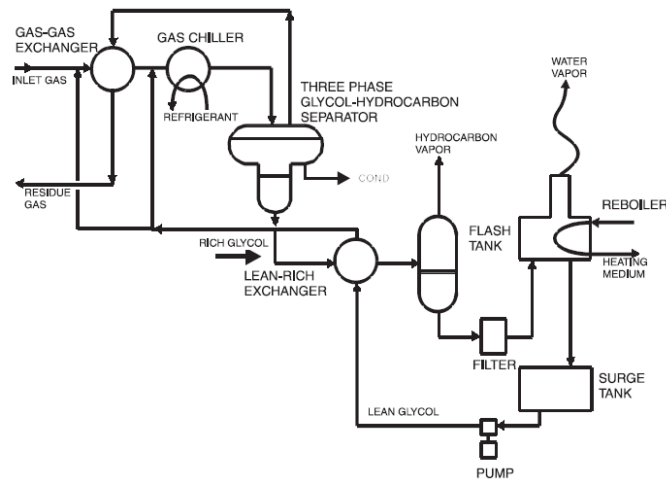 GAS-GAS
EXCHANGER
INLET GAS
GAS CHILLER
REFRIGERANT
THREE PHASE
GLYCOL-HYDROCARBON
SEPARATOR
WATER
VAPOR
HYDROCARBON
VAPOR
COND
RESIDUE
GAS
REBOILER
HEATING
MEDIUM
FLASH
TANK
RICH GLYCOL
LEAN-RICH
EXCHANGER
FILTER
SURGE
TANK
LEAN GLYCOL
PUMP